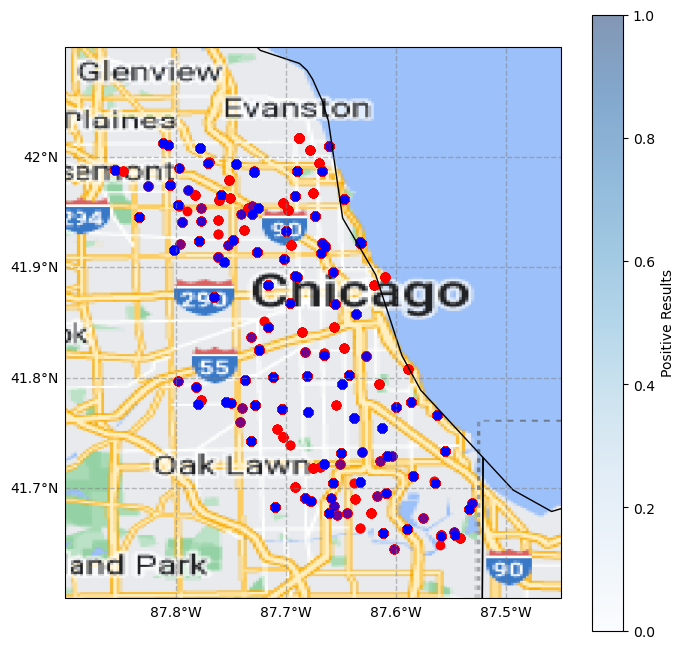 Glenview
Evanston
Plaines
semont
294
90
Chicago
290
55
Oak Lawn
and Park
90
42°N
41.9°N
41.8°N
41.7°N
87.8°W
87.7°W
87.6°W
87.5°W
1.0
0.8
0.6
0.4
0.2
0.0
Positive Results